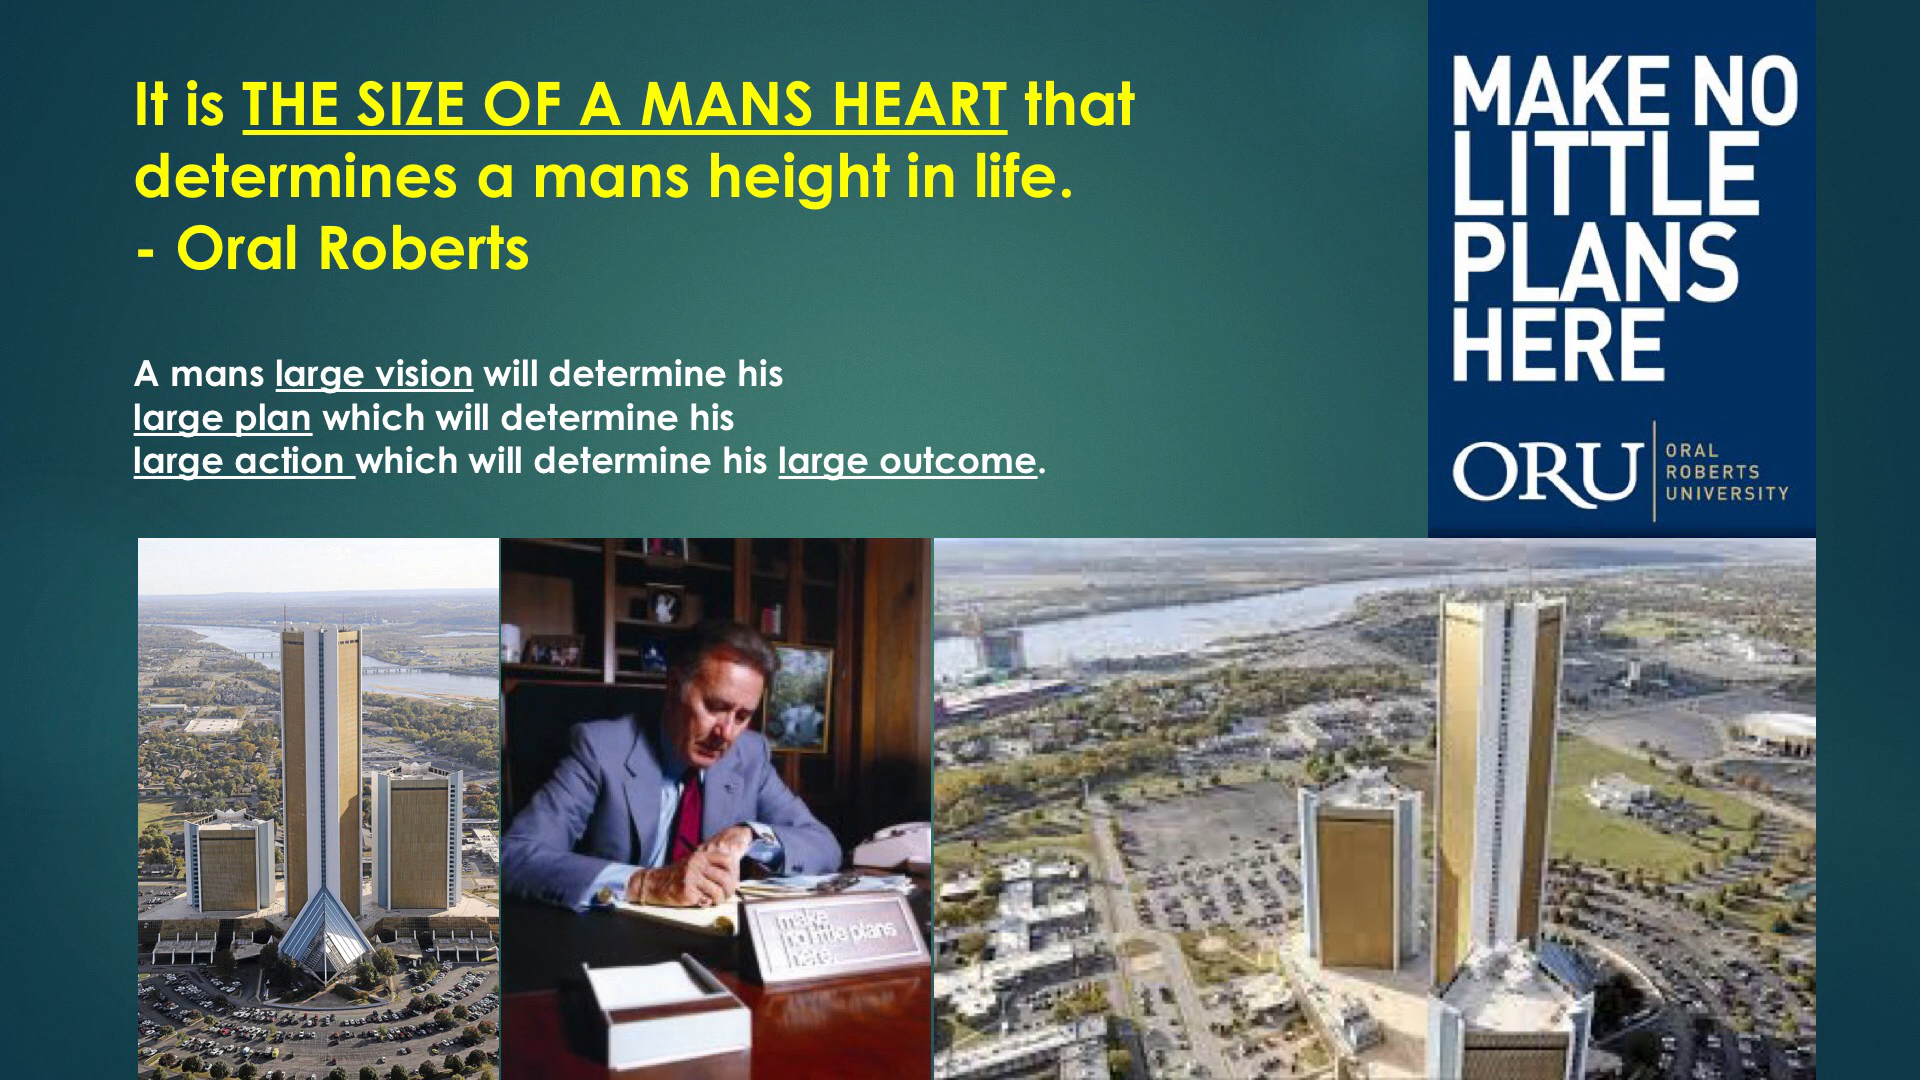 It is THE SIZE OF A MANS HEART that
determines a mans height in life.
- Oral Roberts
A mans large vision will determine his
large plan which will determine his
large action which will determine his large outcome.
MAKE NO
LITTLE
PLANS
HERE
ORU
ORAL
ROBERTS
UNIVERSITY
make
no little plans
here